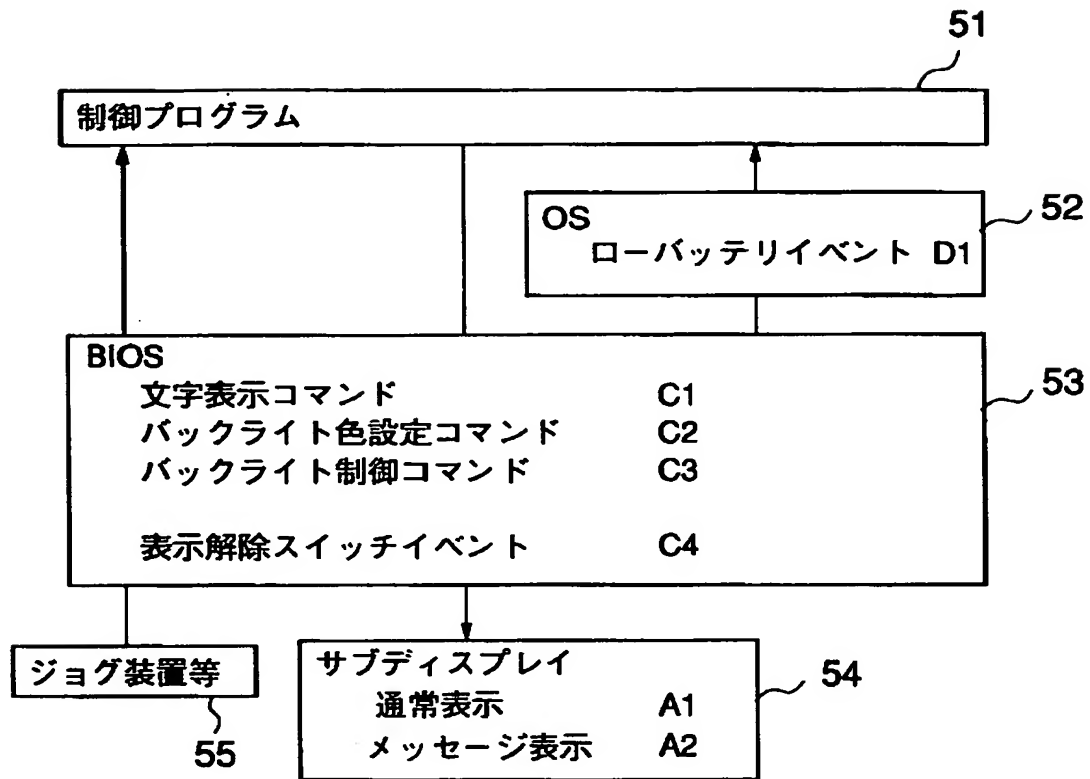 51
制御プログラム
52
OS
ローバッテリイベント D1
53
BIOS
文字表示コマンド C1
バックライト色設定コマンド C2
バックライト制御コマンド C3
表示解除スイッチイベント C4
ジョグ装置等
55
サブディスプレイ
通常表示 A1
メッセージ表示 A2
54